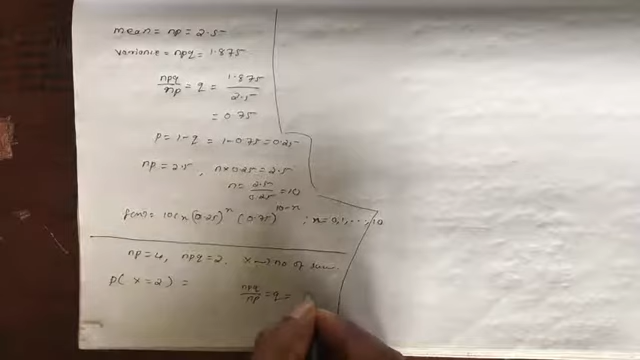 mean = np = 2.5
variance = npq = 1.875
npq/np = q = 1.875/2.5
= 0.75
p = 1-q = 1-0.75 = 0.25
np = 2.5, n×0.25 = 2.5
n = 2.5/0.25 = 10
f(x) = 10Cx (0.25)^x (0.75)^10-x ; x = 0,1,...,10
np = 4, npq = 2. X → no. of
P(X=2) =
npq/np = q =